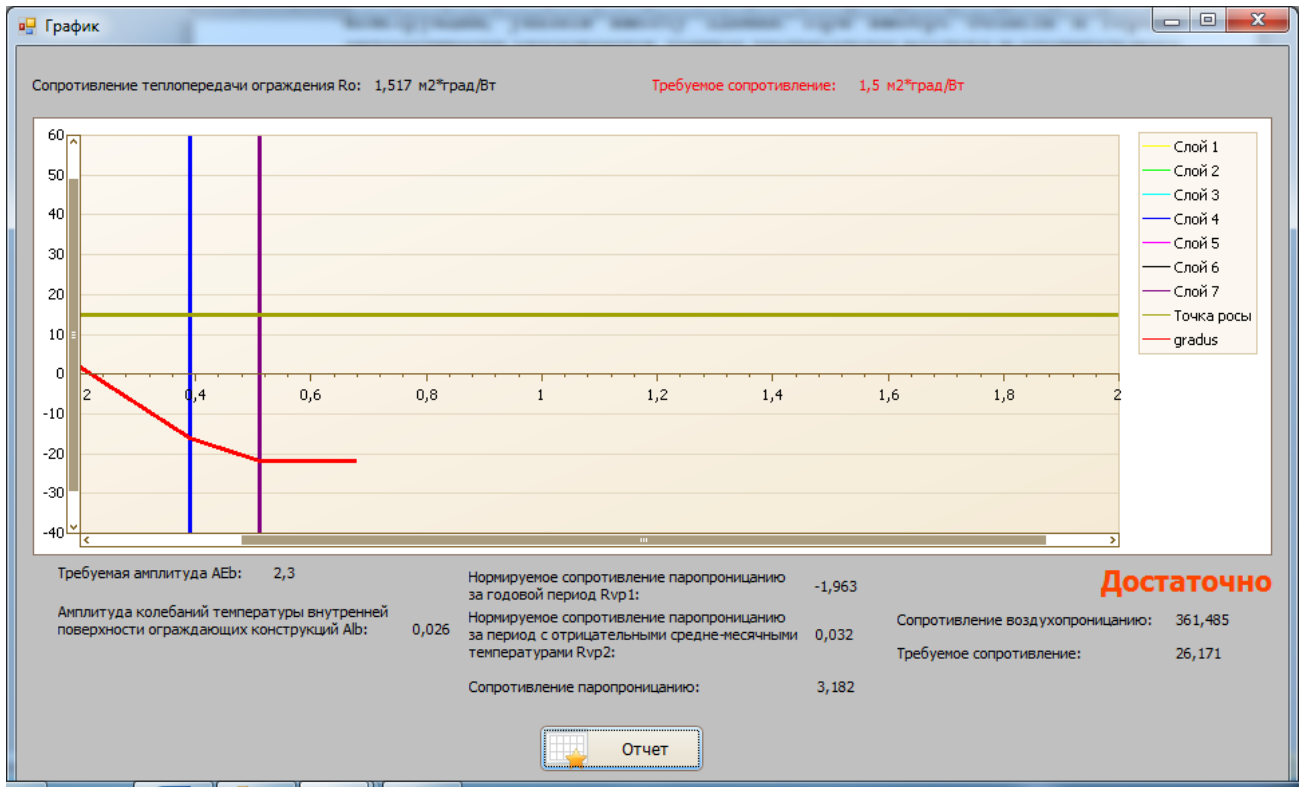 График
Сопротивление теплопередачи ограждения Ro: 1,517 м2*град/Вт
Требуемое сопротивление: 1,5 м2*град/Вт
60
50
40
30
20
10
0
-10
-20
-30
-40
2 0,4 0,6 0,8 1 1,2 1,4 1,6 1,8 2
Слой 1
Слой 2
Слой 3
Слой 4
Слой 5
Слой 6
Слой 7
Точка росы
gradus
Требуемая амплитуда AEb: 2,3
Амплитуда колебаний температуры внутренней
поверхности ограждающих конструкций Alb: 0,026
Нормируемое сопротивление паропроницанию
за годовой период Rvp1: -1,963
Нормируемое сопротивление паропроницанию
за период с отрицательными средне-месячными
температурами Rvp2: 0,032
Сопротивление паропроницанию: 3,182
Достаточно
Сопротивление воздухопроницанию: 361,485
Требуемое сопротивление: 26,171
Отчет